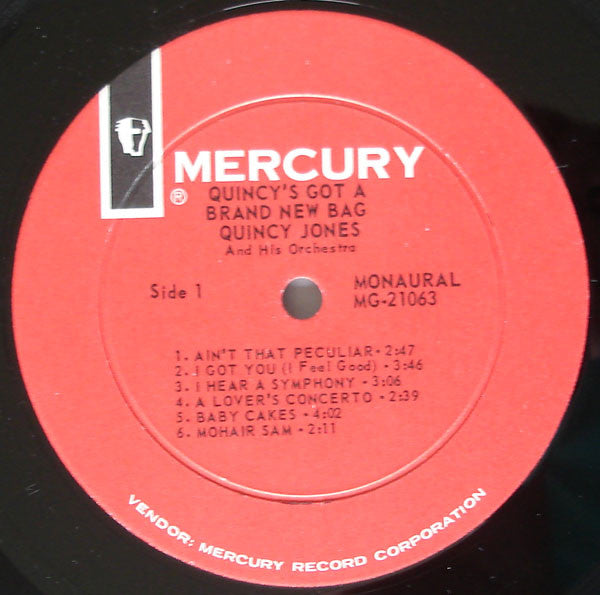 MERCURY
®
QUINCY'S GOT A
BRAND NEW BAG
QUINCY JONES
And His Orchestra
Side 1
MONAURAL
MG-21063
1. AIN'T THAT PECULIAR • 2:47
2. I GOT YOU (I Feel Good) • 3:46
3. I HEAR A SYMPHONY • 3:06
4. A LOVER'S CONCERTO • 2:39
5. BABY CAKES • 4:02
6. MOHAIR SAM • 2:11
VENDOR: MERCURY RECORD CORPORATION